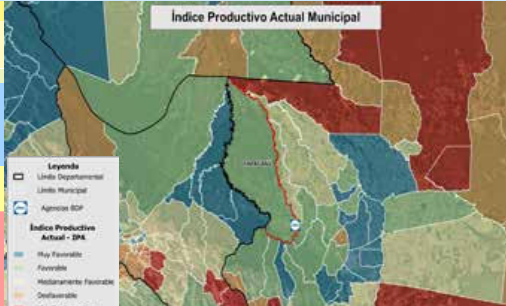 Índice Productivo Actual Municipal
Leyenda
Límite Departamental
Límite Municipal
Agencias BDP
Índice Productivo
Actual - IPA
Muy Favorable
Favorable
Medianamente Favorable
Desfavorable